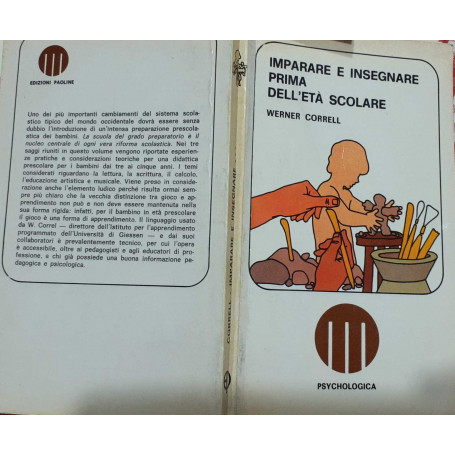 EDIZIONI PAOLINE
Uno dei più importanti cambiamenti del sistema scola-
stico tipico del mondo occidentale dovrà essere senza
dubbio l'introduzione di un'intensa preparazione prescola-
stica dei bambini. La scuola del grado preparatorio è il
nucleo centrale di ogni vera riforma scolastica. Nei tre
saggi riuniti in questo volume vengono riportate esperien-
ze pratiche e considerazioni teoriche per una didattica
prescolastica per i bambini dai tre ai cinque anni. I temi
considerati riguardano la lettura, la scrittura, il calcolo,
l'educazione artistica e musicale. Viene preso in conside-
razione anche l'elemento ludico perché risulta ormai sem-
pre più chiaro che la vecchia distinzione tra gioco e ap-
prendimento non può e non deve essere mantenuta nella
sua forma rigida: infatti, per il bambino in età prescolare
il gioco è una forma di apprendimento. Il linguaggio usato
da W. Correl — direttore dell'Istituto per l'apprendimento
programmato dell'Università di Giessen — e dai suoi
collaboratori è prevalentemente tecnico, per cui l'opera
è accessibile, oltre ai pedagogisti e agli educatori di pro-
fessione, a chi già possiede una buona informazione pe-
dagogica e psicologica.
CORRELL - IMPARARE E INSEGNARE
IMPARARE E INSEGNARE
PRIMA
DELL'ETÀ SCOLARE
WERNER CORRELL
PSYCHOLOGICA